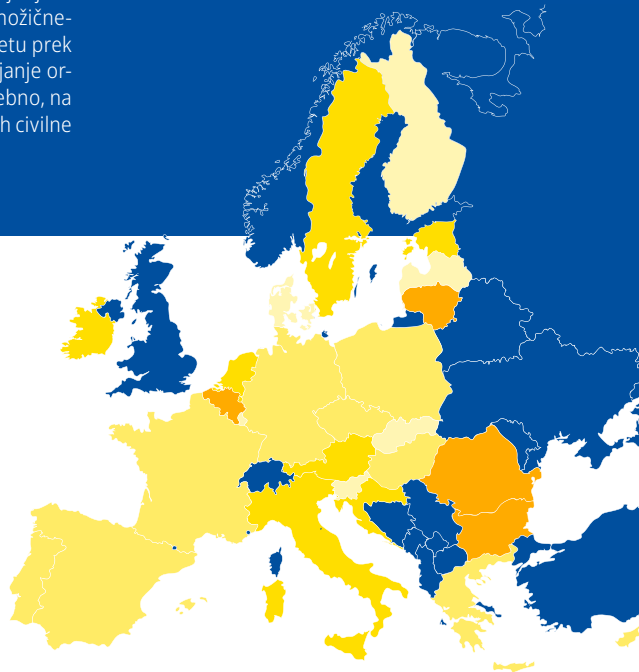 nožične-
etu prek
janje or-
ebno, na
h civilne